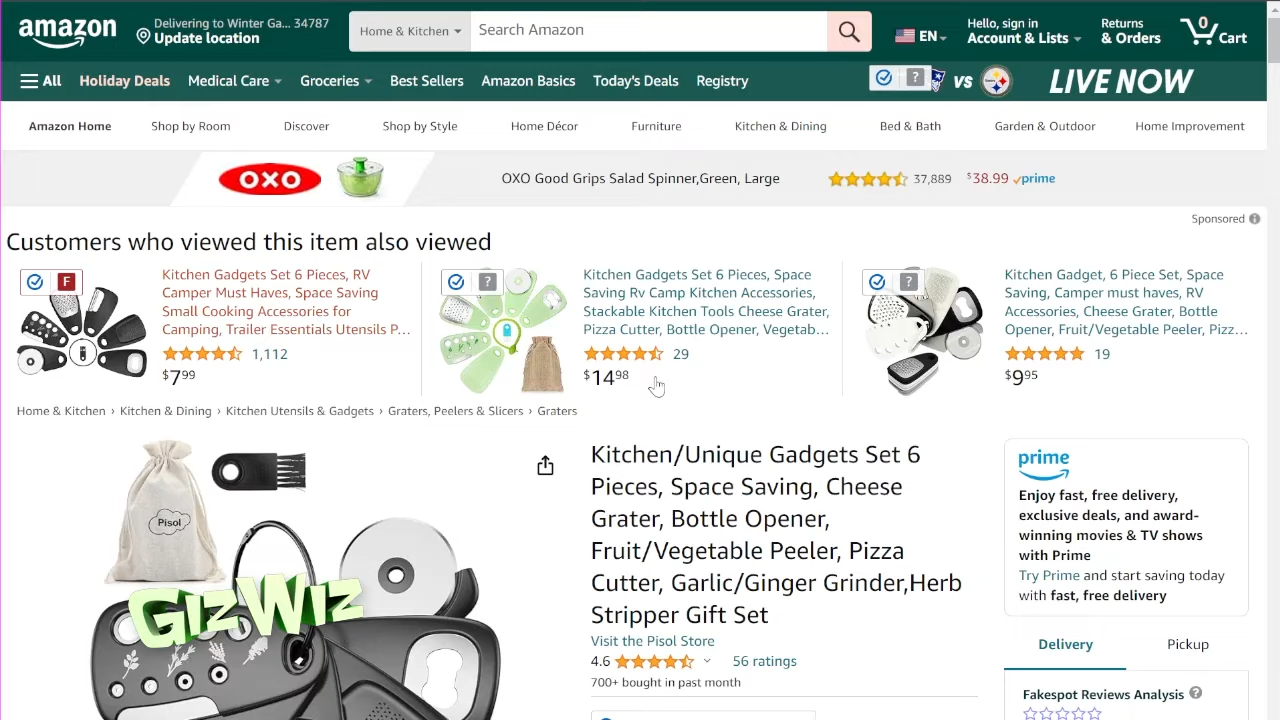 amazon
Delivering to Winter Ga... 34787
Update location
Home & Kitchen
Search Amazon
EN
Hello, sign in
Account & Lists
Returns
& Orders
0
Cart
All
Holiday Deals
Medical Care
Groceries
Best Sellers
Amazon Basics
Today's Deals
Registry
?
VS
Steelers
LIVE NOW
Amazon Home
Shop by Room
Discover
Shop by Style
Home Décor
Furniture
Kitchen & Dining
Bed & Bath
Garden & Outdoor
Home Improvement
OXO
OXO Good Grips Salad Spinner,Green, Large
37,889
$38.99
prime
Sponsored
Customers who viewed this item also viewed
F
Kitchen Gadgets Set 6 Pieces, RV
Camper Must Haves, Space Saving
Small Cooking Accessories for
Camping, Trailer Essentials Utensils P...
1,112
$799
?
Kitchen Gadgets Set 6 Pieces, Space
Saving Rv Camp Kitchen Accessories,
Stackable Kitchen Tools Cheese Grater,
Pizza Cutter, Bottle Opener, Vegetab...
29
$1498
?
Kitchen Gadget, 6 Piece Set, Space
Saving, Camper must haves, RV
Accessories, Cheese Grater, Bottle
Opener, Fruit/Vegetable Peeler, Pizz...
19
$995
Home & Kitchen › Kitchen & Dining › Kitchen Utensils & Gadgets › Graters, Peelers & Slicers › Graters
Pisol
GizWiz
Kitchen/Unique Gadgets Set 6
Pieces, Space Saving, Cheese
Grater, Bottle Opener,
Fruit/Vegetable Peeler, Pizza
Cutter, Garlic/Ginger Grinder,Herb
Stripper Gift Set
Visit the Pisol Store
4.6
56 ratings
700+ bought in past month
prime
Enjoy fast, free delivery,
exclusive deals, and award-
winning movies & TV shows
with Prime
Try Prime and start saving today
with fast, free delivery
Delivery
Pickup
Fakespot Reviews Analysis ?